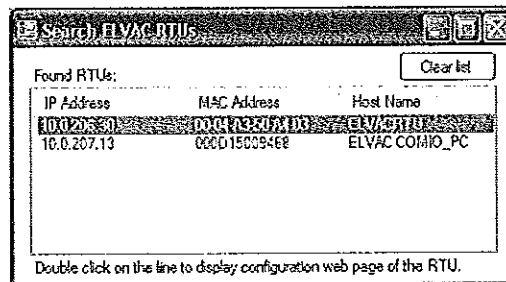 Search ELVAC RTUs
Clear list
Found RTUs:
IP Address MAC Address Host Name
ELVACRTU
10.0.207.13 ELVAC COMIO_PC
Double click on the line to display configuration web page of the RTU.